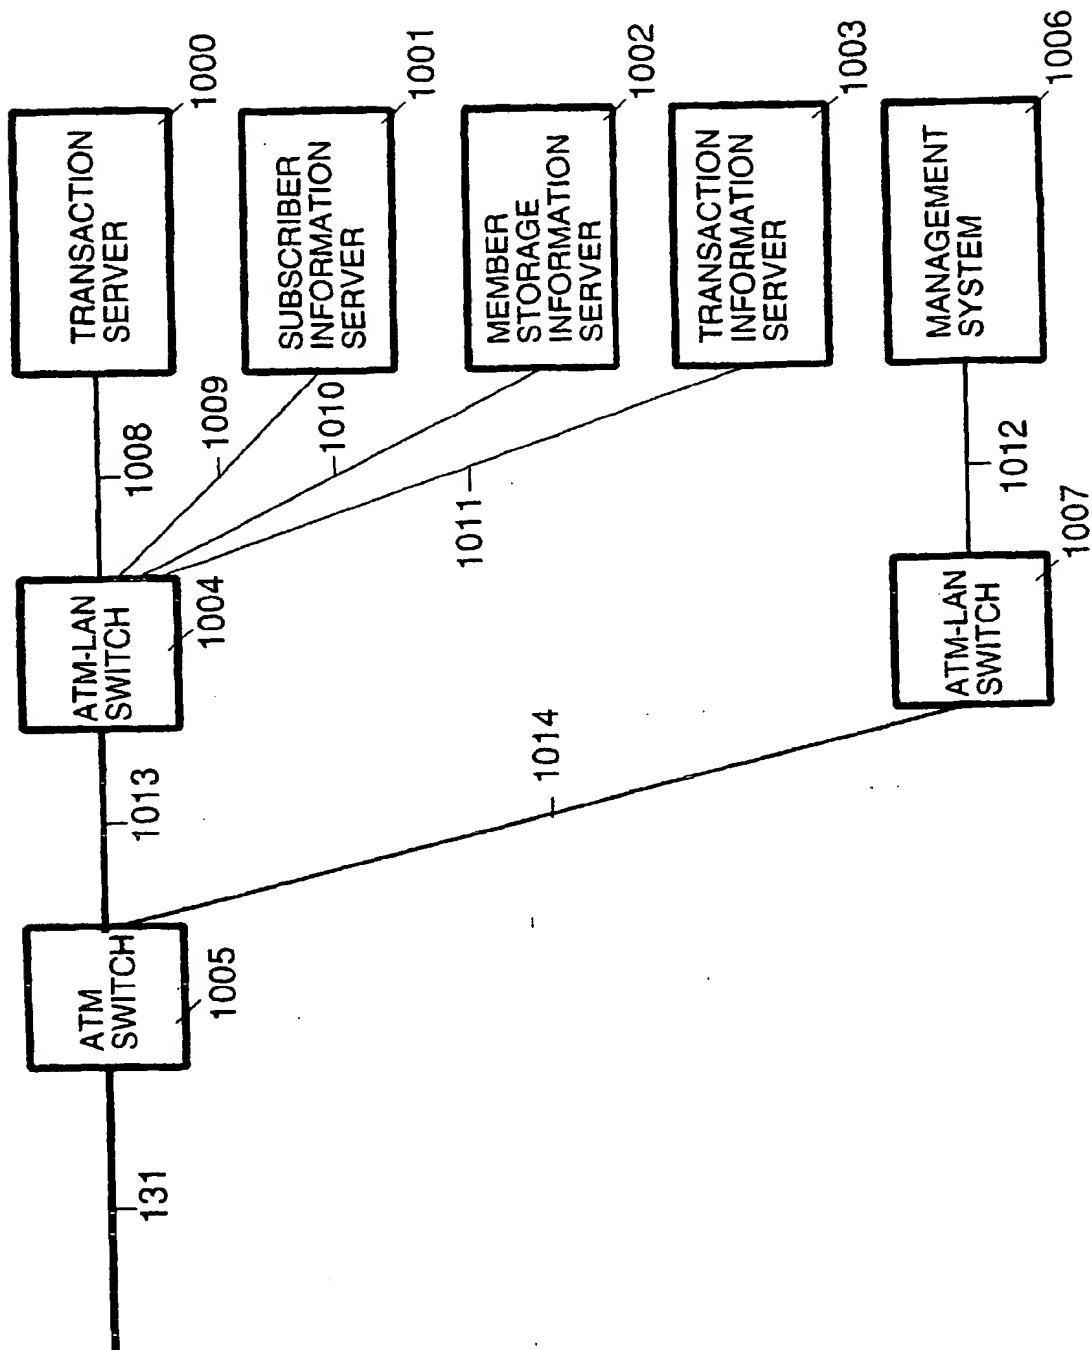 TRANSACTION
SERVER
1000
SUBSCRIBER
INFORMATION
SERVER
1001
MEMBER
STORAGE
INFORMATION
SERVER
1002
TRANSACTION
INFORMATION
SERVER
1003
MANAGEMENT
SYSTEM
1006
1008
1009
1010
1011
1012
ATM-LAN
SWITCH
1004
ATM-LAN
SWITCH
1007
1013
1014
ATM
SWITCH
1005
131